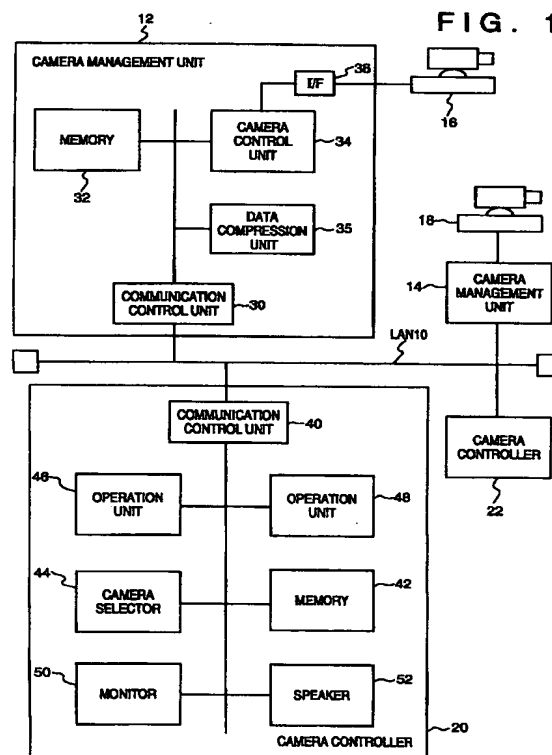 FIG. 1
12
CAMERA MANAGEMENT UNIT
I/F
36
16
MEMORY
32
CAMERA
CONTROL
UNIT
34
DATA
COMPRESSION
UNIT
35
18
COMMUNICATION
CONTROL UNIT
30
14
CAMERA
MANAGEMENT
UNIT
LAN10
COMMUNICATION
CONTROL UNIT
40
CAMERA
CONTROLLER
22
46
OPERATION
UNIT
OPERATION
UNIT
48
44
CAMERA
SELECTOR
MEMORY
42
50
MONITOR
SPEAKER
52
CAMERA CONTROLLER
20